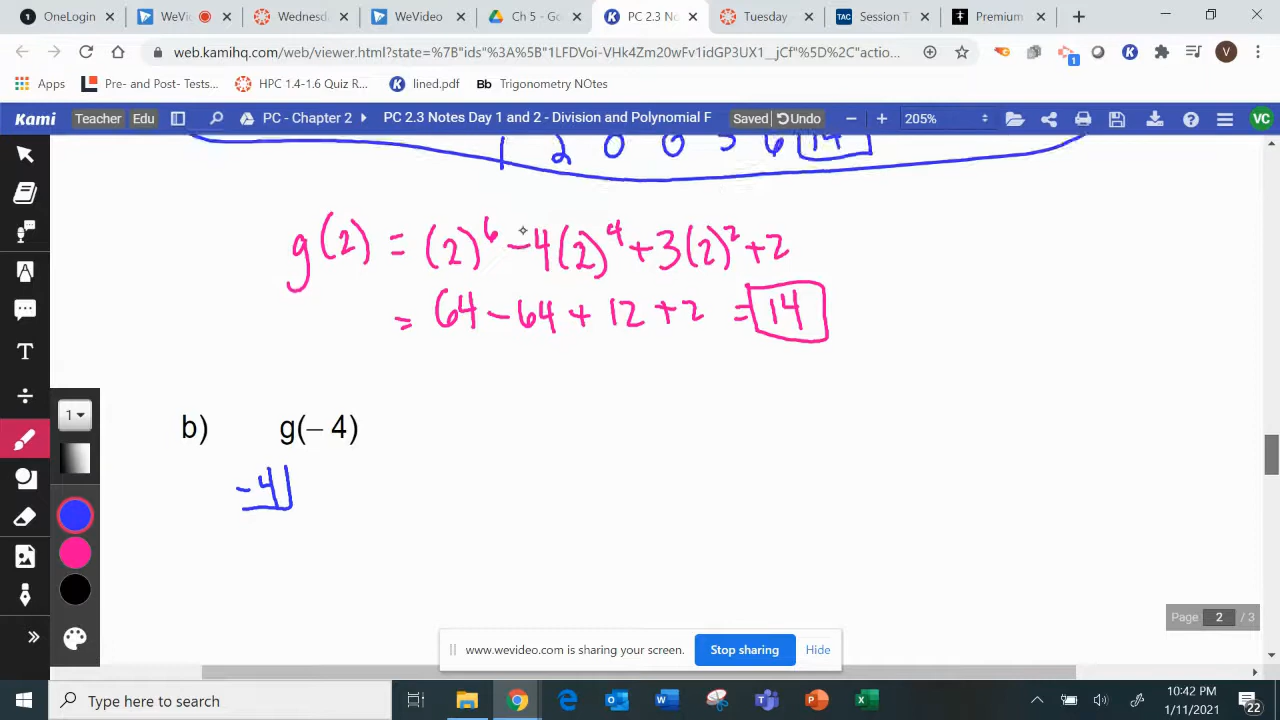 OneLogin
WeVi
Wednesd
WeVideo
Ch 5 - Ge
PC 2.3 No
Tuesday
Session T
Premium
web.kamihq.com/web/viewer.html?state=%7B"ids"%3A%5B"1LFDVoi-VHk4Zm20wFv1idGP3UX1_jCf"%5D%2C"actio...
Apps
Pre- and Post- Tests...
HPC 1.4-1.6 Quiz R...
lined.pdf
Bb Trigonometry NOtes
Kami Teacher Edu PC - Chapter 2 PC 2.3 Notes Day 1 and 2 - Division and Polynomial F Saved Undo 205% VC
1 2 0 0 3 6 14
g(2) = (2)^6 - 4(2)^4 + 3(2)^2 + 2
= 64 - 64 + 12 + 2 = 14
b) g(– 4)
-4
1
Page 2 / 3
www.wevideo.com is sharing your screen. Stop sharing Hide
Type here to search
10:42 PM
1/11/2021
22